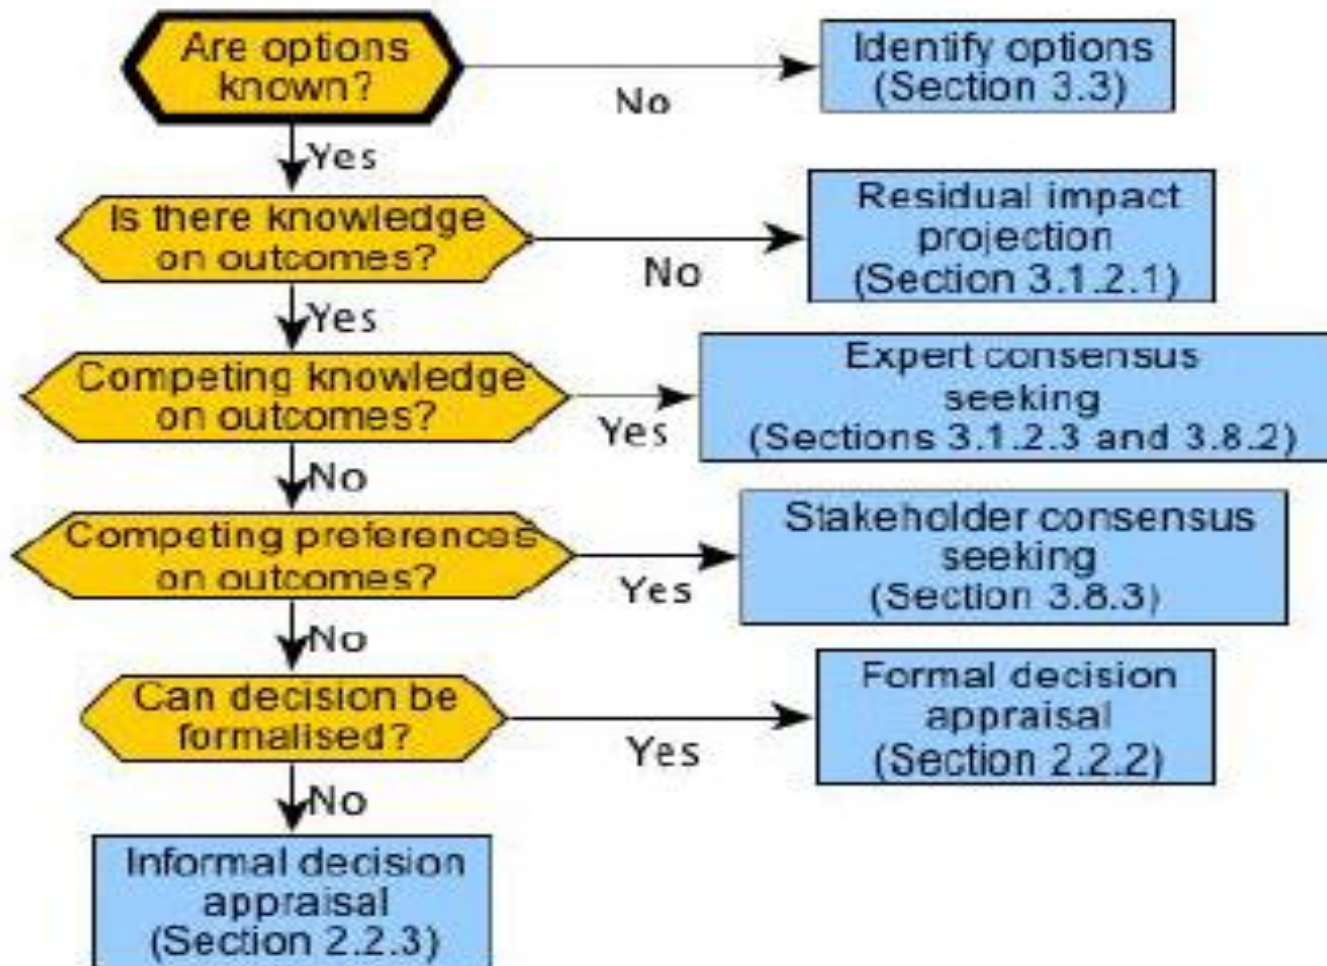 Are options
known?
No
Identify options
(Section 3.3)
Yes
Is there knowledge
on outcomes?
No
Residual impact
projection
(Section 3.1.2.1)
Yes
Competing knowledge
on outcomes?
Yes
Expert consensus
seeking
(Sections 3.1.2.3 and 3.8.2)
No
Competing preferences
on outcomes?
Yes
Stakeholder consensus
seeking
(Section 3.8.3)
No
Can decision be
formalised?
Yes
Formal decision
appraisal
(Section 2.2.2)
No
Informal decision
appraisal
(Section 2.2.3)